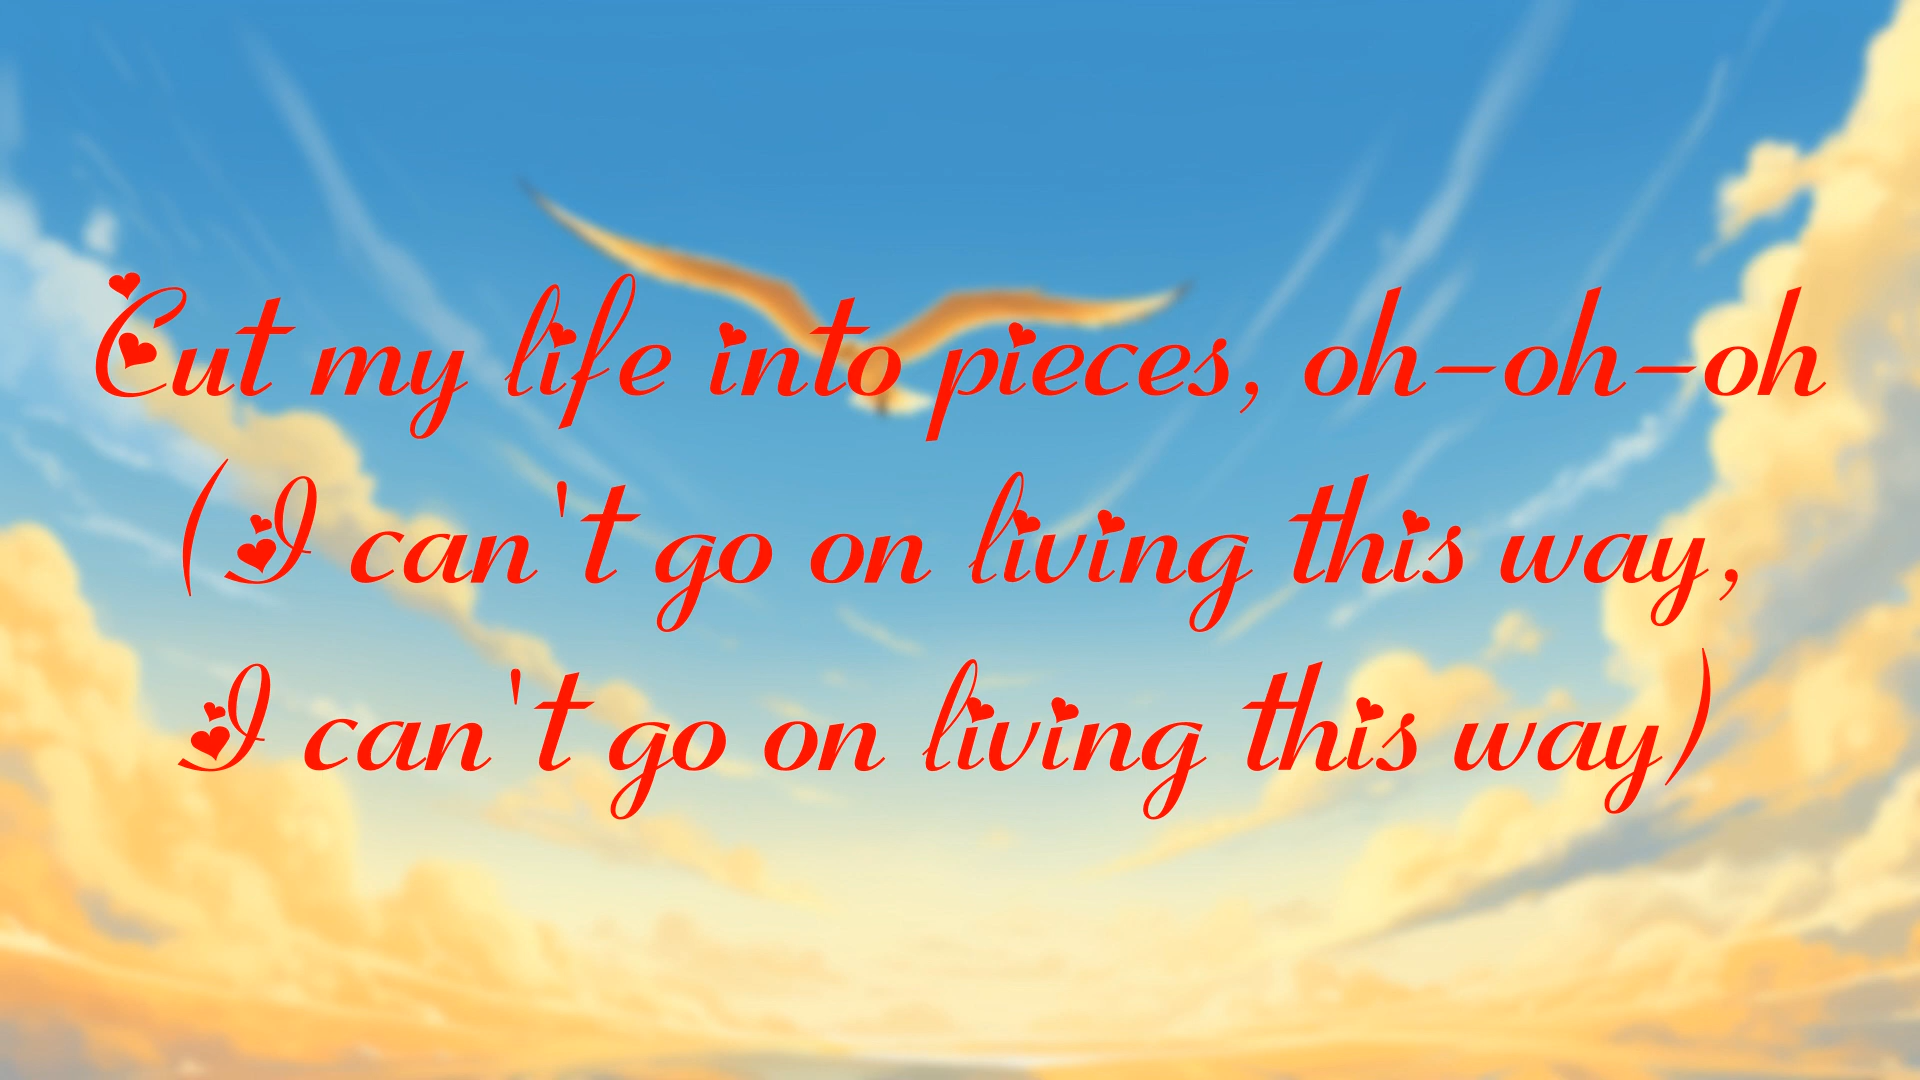 Cut my life into pieces, oh-oh-oh
(I can't go on living this way,
I can't go on living this way)